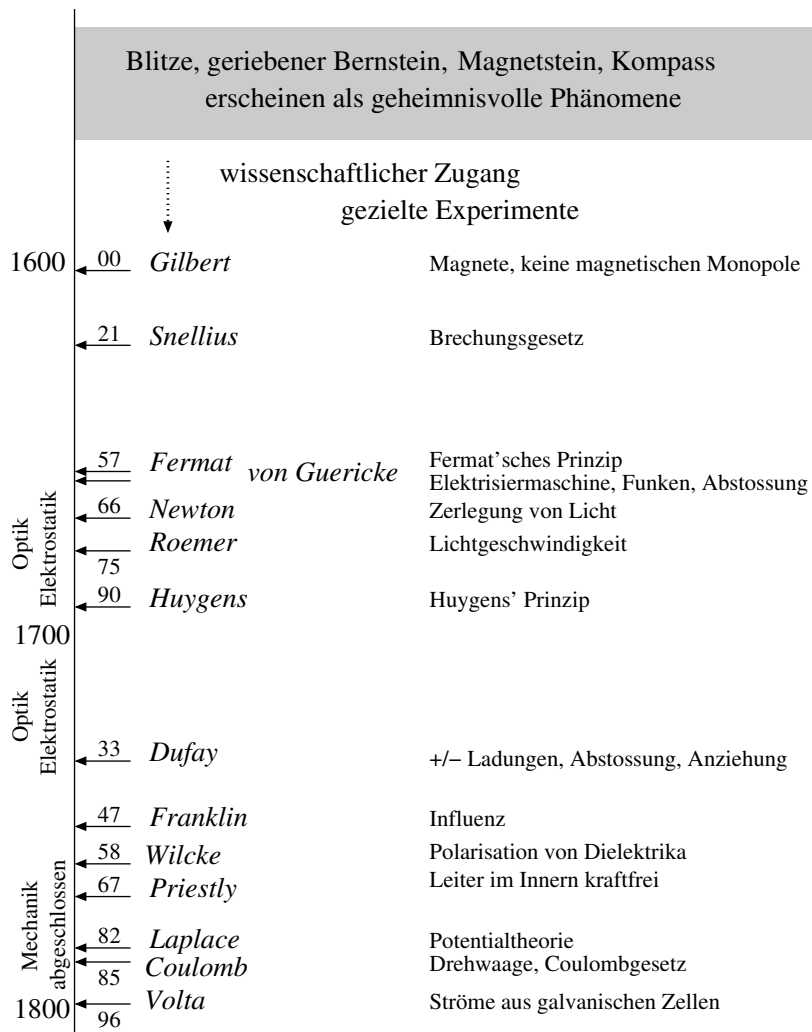 Blitze, geriebener Bernstein, Magnetstein, Kompass
erscheinen als geheimnisvolle Phänomene
wissenschaftlicher Zugang
gezielte Experimente
1600 00 Gilbert Magnete, keine magnetischen Monopole
21 Snellius Brechungsgesetz
57 Fermat Fermat'sches Prinzip
von Guericke Elektrisiermaschine, Funken, Abstossung
66 Newton Zerlegung von Licht
Roemer Lichtgeschwindigkeit
75
90 Huygens Huygens' Prinzip
Optik
Elektrostatik
1700
Optik
Elektrostatik
33 Dufay +/− Ladungen, Abstossung, Anziehung
47 Franklin Influenz
58 Wilcke Polarisation von Dielektrika
67 Priestly Leiter im Innern kraftfrei
Mechanik
abgeschlossen
82 Laplace Potentialtheorie
Coulomb Drehwaage, Coulombgesetz
85
1800 Volta Ströme aus galvanischen Zellen
96